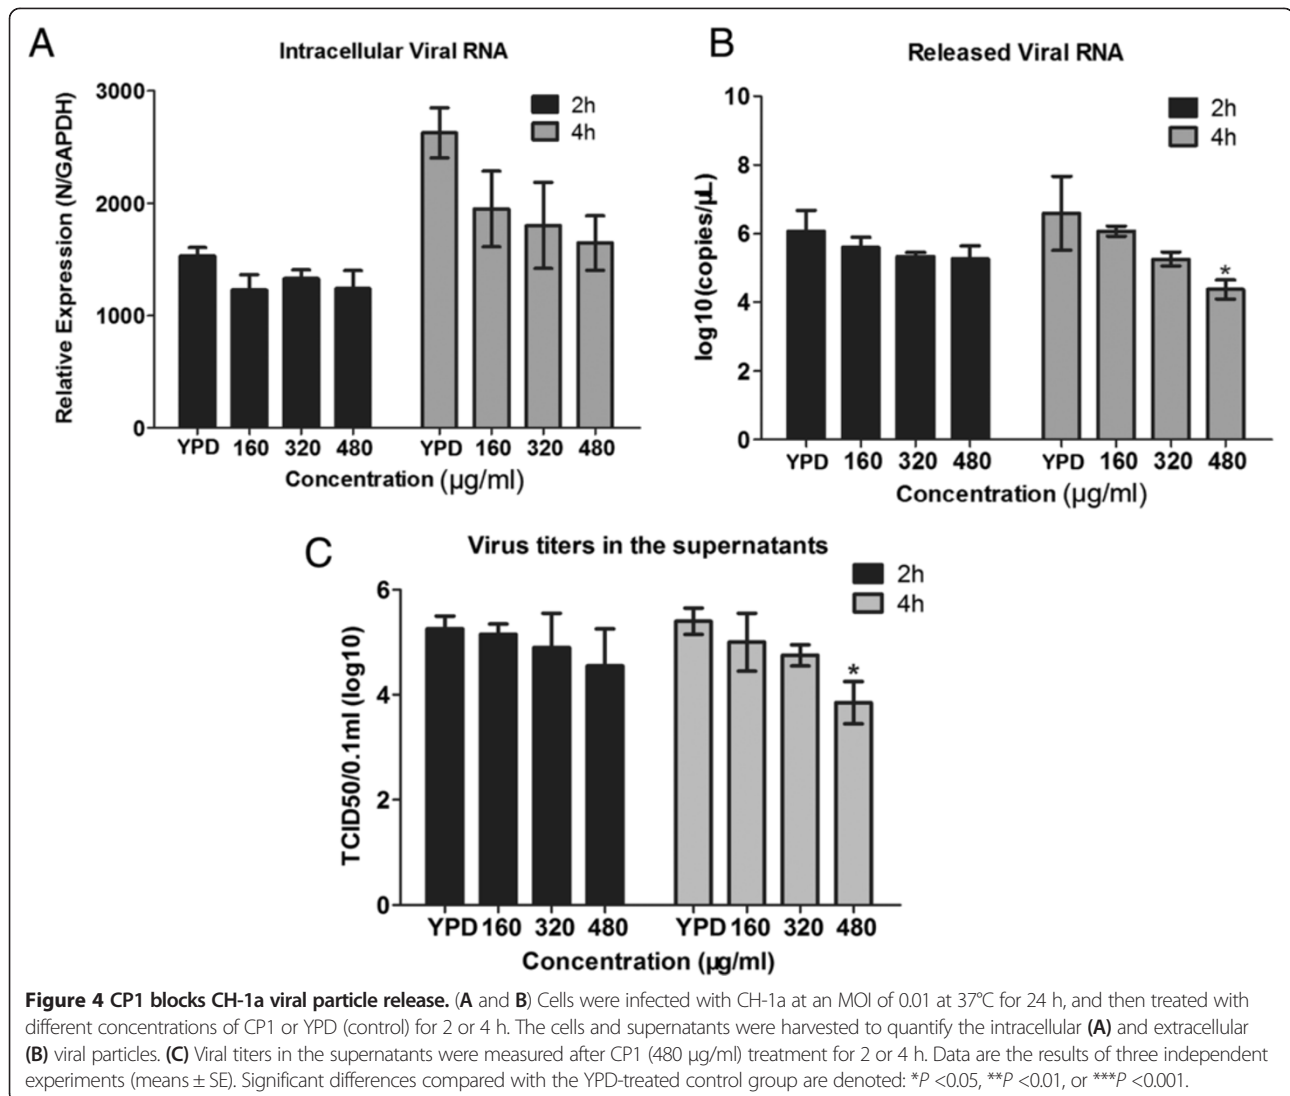 A
Intracellular Viral RNA
Relative Expression (N/GAPDH)
3000
2000
1000
0
2h
4h
YPD 160 320 480 YPD 160 320 480
Concentration (µg/ml)
B
Released Viral RNA
log10(copies/µL)
10
8
6
4
2
0
2h
4h
*
YPD 160 320 480 YPD 160 320 480
Concentration (µg/ml)
C
Virus titers in the supernatants
TCID50/0.1ml (log10)
6
4
2
0
2h
4h
*
YPD 160 320 480 YPD 160 320 480
Concentration (µg/ml)
Figure 4 CP1 blocks CH-1a viral particle release. (A and B) Cells were infected with CH-1a at an MOI of 0.01 at 37°C for 24 h, and then treated with
different concentrations of CP1 or YPD (control) for 2 or 4 h. The cells and supernatants were harvested to quantify the intracellular (A) and extracellular
(B) viral particles. (C) Viral titers in the supernatants were measured after CP1 (480 µg/ml) treatment for 2 or 4 h. Data are the results of three independent
experiments (means ± SE). Significant differences compared with the YPD-treated control group are denoted: *P <0.05, **P <0.01, or ***P <0.001.